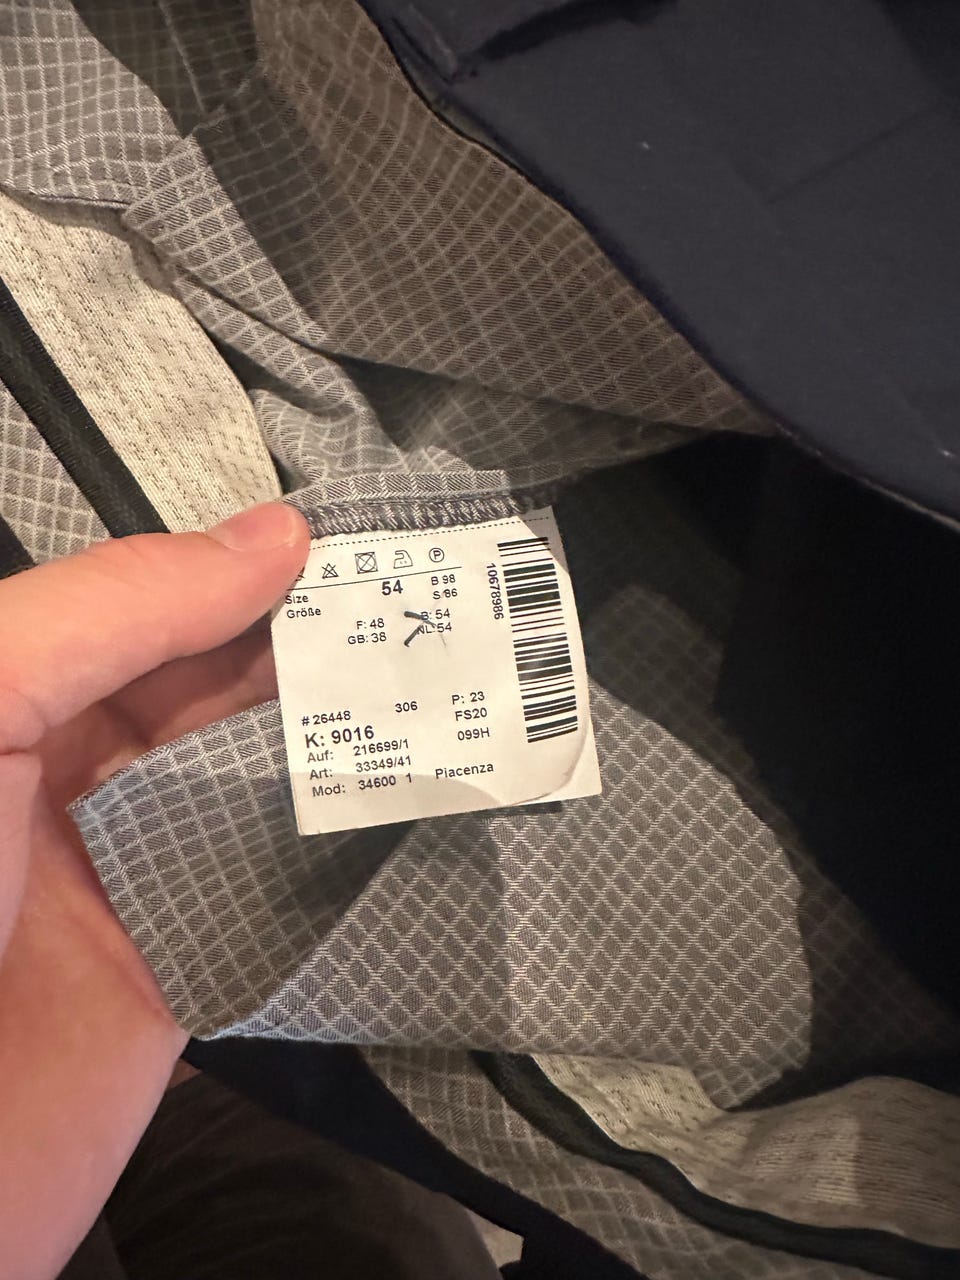 P
Size 54 B 98
Größe S 86
F: 48 B: 54
GB: 38 NL: 54
10678986
# 26448 306 P: 23
K: 9016 FS20
Auf: 216699/1 099H
Art: 33349/41
Mod: 34600 1 Piacenza